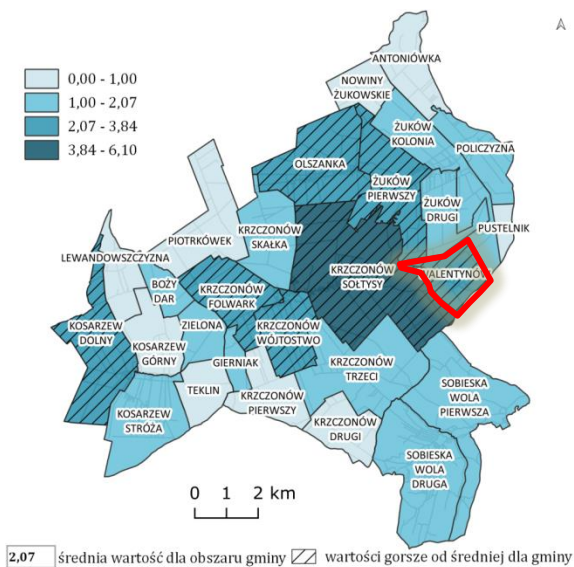 0,00 - 1,00
1,00 - 2,07
2,07 - 3,84
3,84 - 6,10
ANTONIÓWKA
NOWINY
ŻUKOWSKIE
ŻUKÓW
KOLONIA
POLICZYZNA
OLSZANKA
ŻUKÓW
PIERWSZY
ŻUKÓW
DRUGI
PUSTELNIK
PIOTRKÓWEK
KRZCZONÓW
SKAŁKA
LEWANDOWSZCZYZNA
KRZCZONÓW
SOŁTYSY
WALENTYNÓW
BOŻY
DAR
KRZCZONÓW
FOLWARK
KOSARZEW
DOLNY
ZIELONA
KRZCZONÓW
WÓJTOSTWO
KOSARZEW
GÓRNY
GIERNIAK
KRZCZONÓW
TRZECI
TEKLIN
KRZCZONÓW
PIERWSZY
SOBIESKA
WOLA
PIERWSZA
KOSARZEW
STRÓŻA
KRZCZONÓW
DRUGI
SOBIESKA
WOLA
DRUGA
0 1 2 km
2,07 średnia wartość dla obszaru gminy wartości gorsze od średniej dla gminy